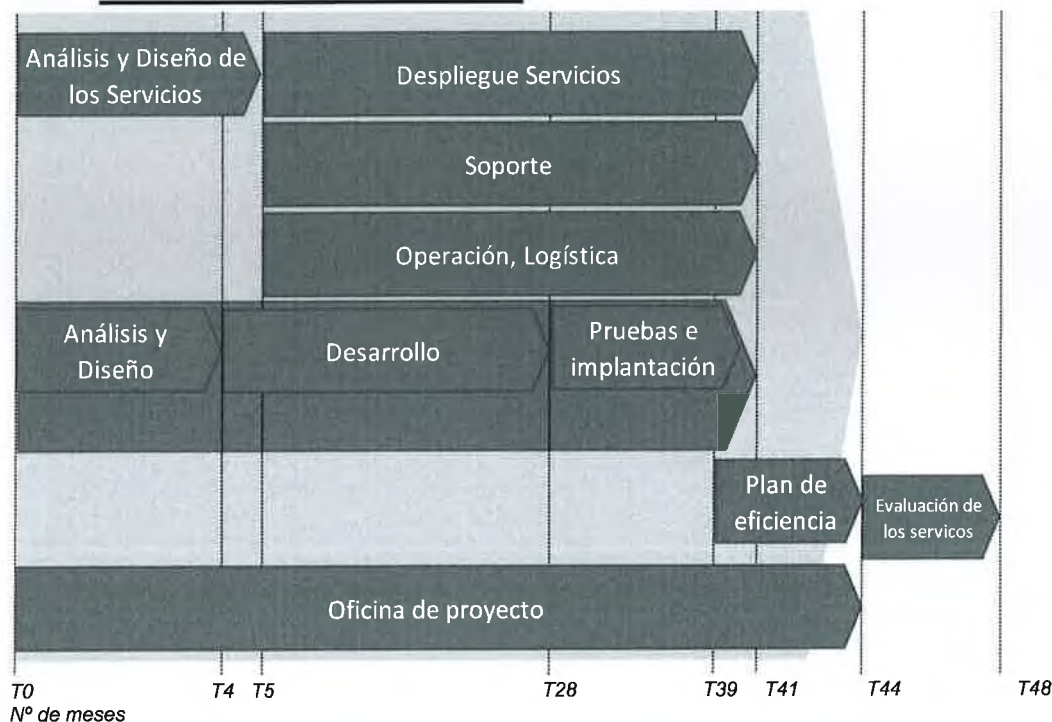 Análisis y Diseño de
los Servicios
Despliegue Servicios
Soporte
Operación, Logística
Análisis y
Diseño
Desarrollo
Pruebas e
implantación
Plan de
eficiencia
Evaluación de
los servicos
Oficina de proyecto
T0 T4 T5 T28 T39 T41 T44 T48
Nº de meses